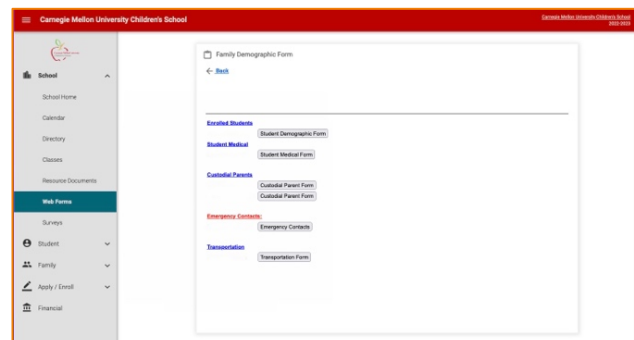 Carnegie Mellon University Children's School
Carnegie Mellon University Children's School
2022-2023
School
School Home
Calendar
Directory
Classes
Resource Documents
Web Forms
Surveys
Student
Family
Apply / Enroll
Financial
Family Demographic Form
Back
Enrolled Students
Student Demographic Form
Student Medical
Student Medical Form
Custodial Parents
Custodial Parent Form
Custodial Parent Form
Emergency Contacts:
Emergency Contacts
Transportation
Transportation Form